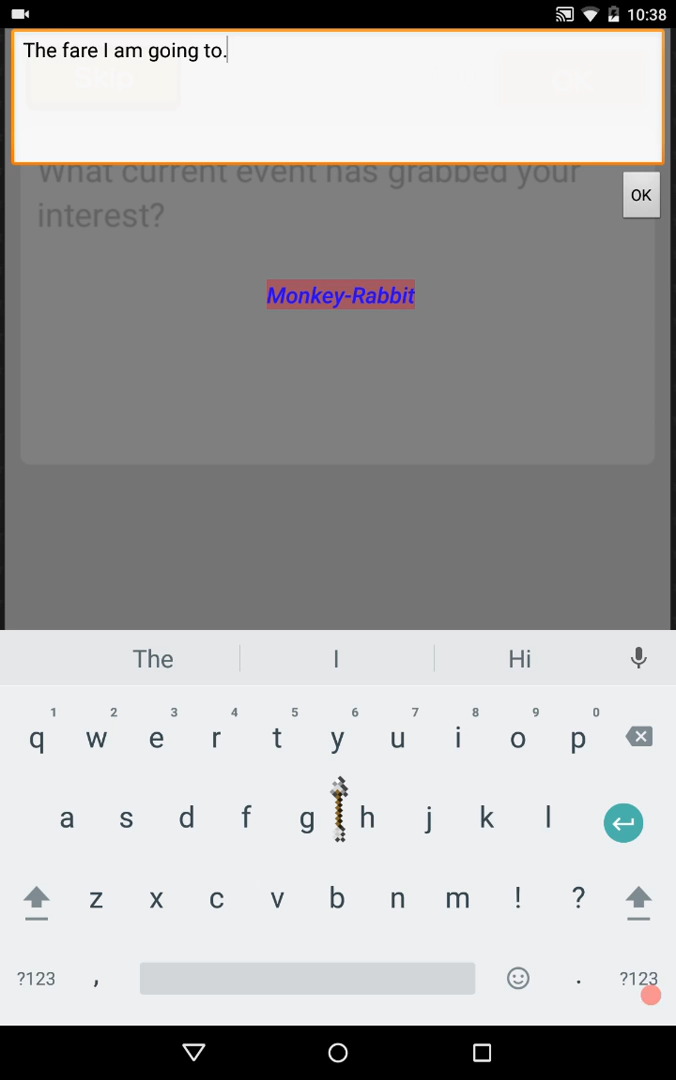 10:38
The fare I am going to.
Skip
What current event has grabbed your
interest?
OK
Monkey-Rabbit
The I Hi
1 2 3 4 5 6 7 8 9 0
q w e r t y u i o p
a s d f g h j k l
z x c v b n m ! ?
?123 , . ?123